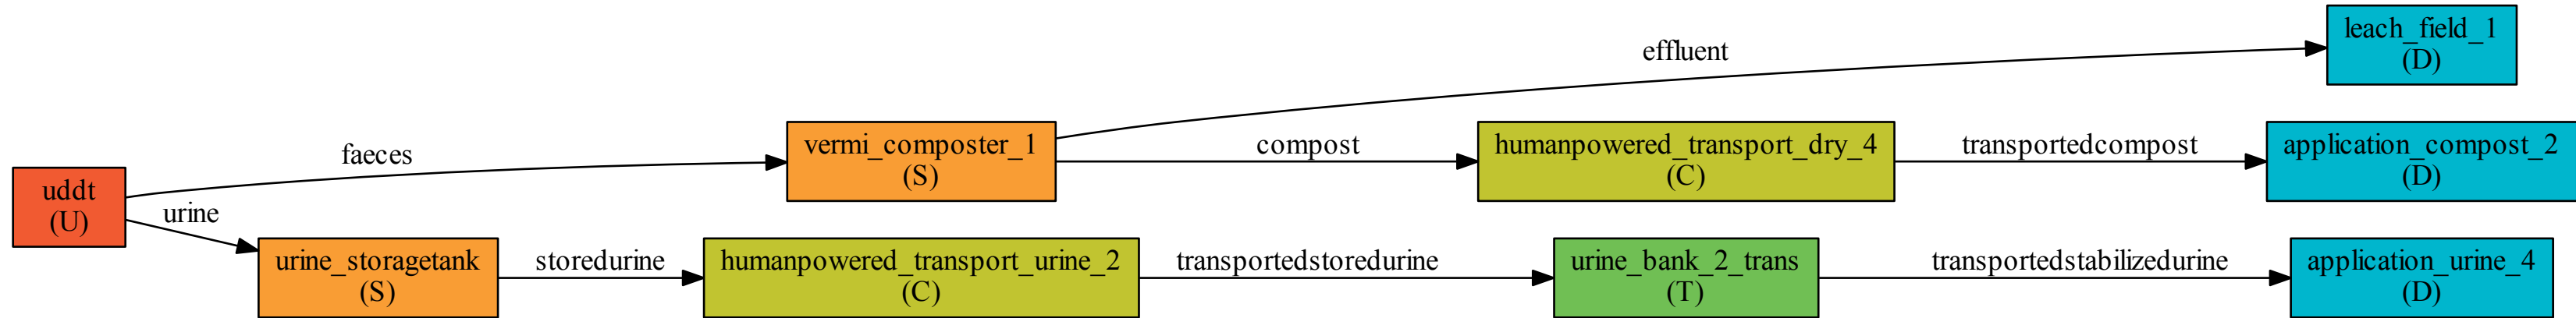 leach_field_1
(D)
effluent
vermi_composter_1
(S)
compost
humanpowered_transport_dry_4
(C)
transportedcompost
application_compost_2
(D)
faeces
uddt
(U)
urine
urine_storagetank
(S)
storedurine
humanpowered_transport_urine_2
(C)
transportedstoredurine
urine_bank_2_trans
(T)
transportedstabilizedurine
application_urine_4
(D)